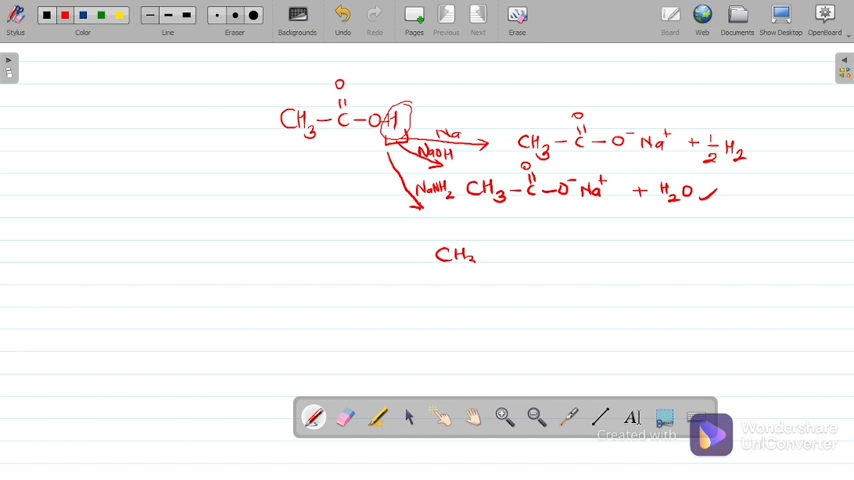 Stylus Color Line Eraser Backgrounds Undo Redo Pages Previous Next Erase Board Web Documents Show Desktop OpenBoard
O
CH3 – C – OH
Na
O
CH3 – C – O⁻ Na⁺ + 1/2 H2
NaOH
O
NaNH2
CH3 – C – O⁻ Na⁺ + H2O ✓
CH3
Created with
Wondershare
UniConverter